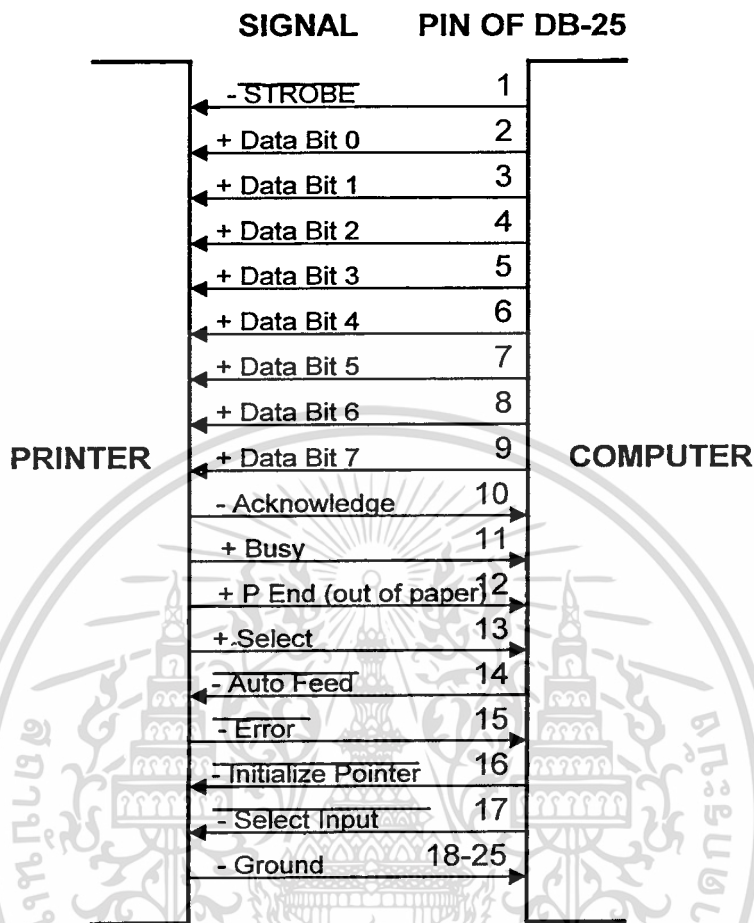 SIGNAL PIN OF DB-25
- STROBE 1
+ Data Bit 0 2
+ Data Bit 1 3
+ Data Bit 2 4
+ Data Bit 3 5
+ Data Bit 4 6
+ Data Bit 5 7
+ Data Bit 6 8
PRINTER + Data Bit 7 9 COMPUTER
- Acknowledge 10
+ Busy 11
+ P End (out of paper) 12
+ Select 13
- Auto Feed 14
- Error 15
- Initialize Pointer 16
- Select Input 17
- Ground 18-25